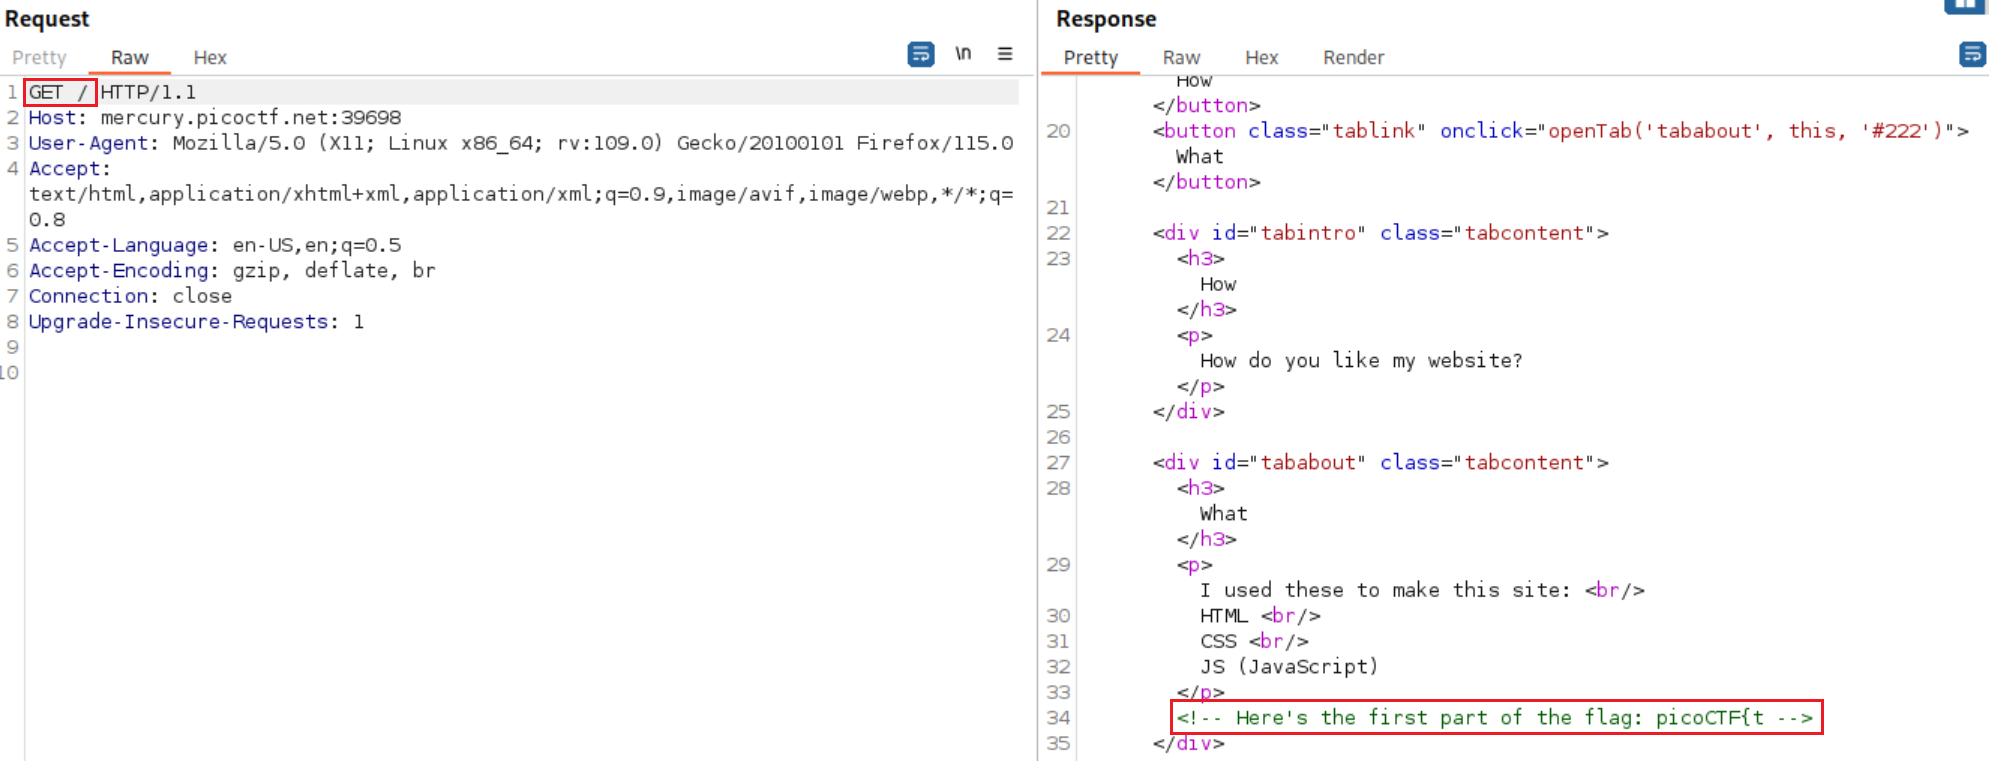 Request
Pretty Raw Hex \n
1 GET / HTTP/1.1
2 Host: mercury.picoctf.net:39698
3 User-Agent: Mozilla/5.0 (X11; Linux x86_64; rv:109.0) Gecko/20100101 Firefox/115.0
4 Accept:
text/html,application/xhtml+xml,application/xml;q=0.9,image/avif,image/webp,*/*;q=
0.8
5 Accept-Language: en-US,en;q=0.5
6 Accept-Encoding: gzip, deflate, br
7 Connection: close
8 Upgrade-Insecure-Requests: 1
9
10
Response
Pretty Raw Hex Render
How
</button>
20 <button class="tablink" onclick="openTab('tababout', this, '#222')">
What
</button>
21
22 <div id="tabintro" class="tabcontent">
23 <h3>
How
</h3>
24 <p>
How do you like my website?
</p>
25 </div>
26
27 <div id="tababout" class="tabcontent">
28 <h3>
What
</h3>
29 <p>
I used these to make this site: <br/>
30 HTML <br/>
31 CSS <br/>
32 JS (JavaScript)
33 </p>
34 <!-- Here's the first part of the flag: picoCTF{t -->
35 </div>